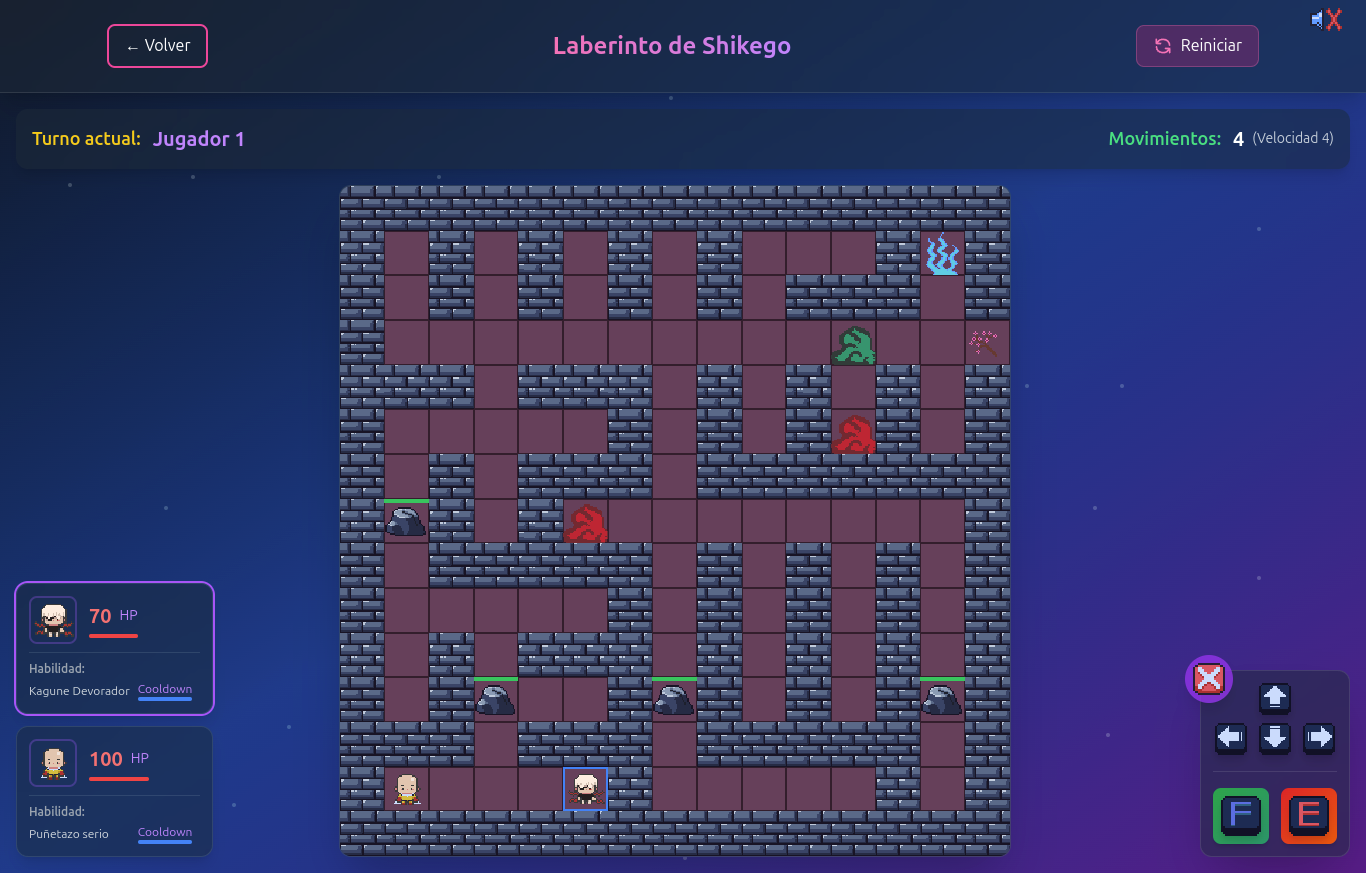 ← Volver
Laberinto de Shikego
Reiniciar
Turno actual: Jugador 1
Movimientos: 4 (Velocidad 4)
70 HP
Habilidad:
Kagune Devorador Cooldown
100 HP
Habilidad:
Puñetazo serio Cooldown
F E